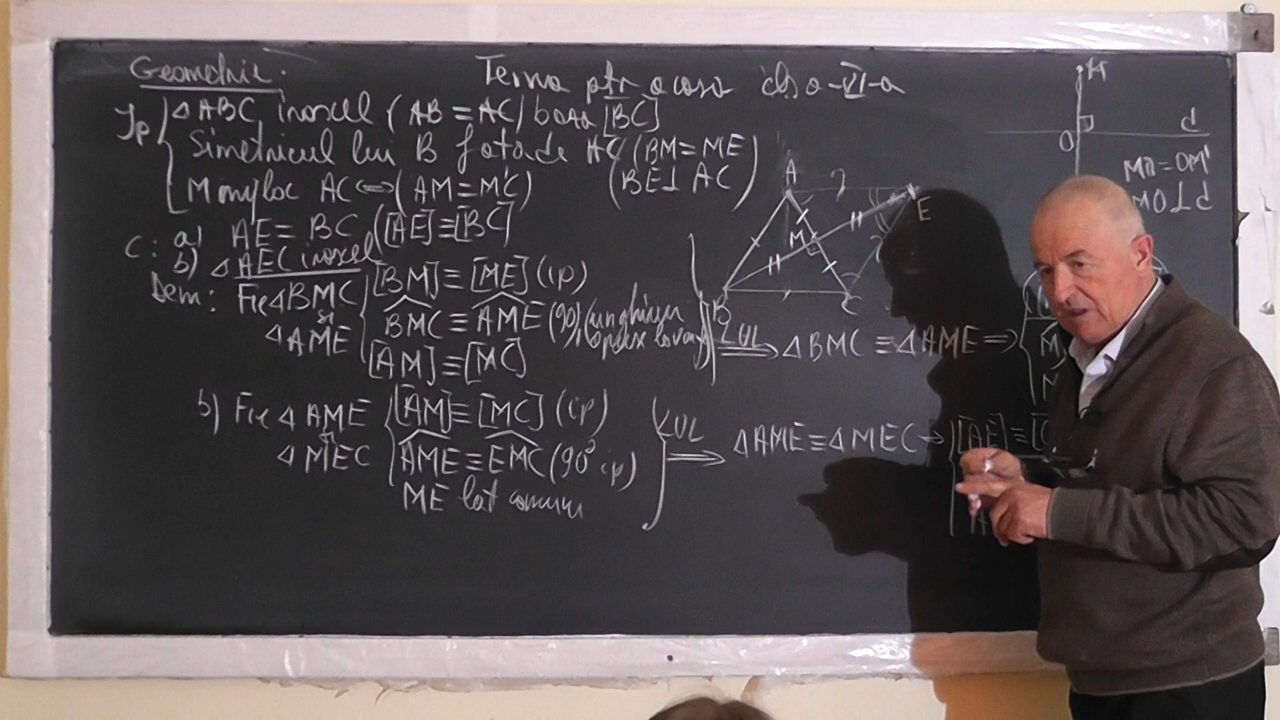 Geometrie.
Tema ptr acasa cls a-VI-a
Ip
△ABC isoscel (AB = AC) baza [BC]
Simetricul lui B fata de AC (BM = ME)
(BE⊥ AC)
M mijloc AC ⇔ (AM = MC)
C: a) AE = BC ([AE]≡[BC])
b) △AEC isoscel
Dem: Fie △BMC
si
△AME
[BM] ≡ [ME] (ip)
BMC ≡ AME (90) (unghiuri
opuse la varf)
[AM] ≡ [MC]
LUL
⟹ △BMC ≡ △AME ⟹
b) Fie △AME
si
△MEC
[AM] ≡ [MC] (ip)
AME ≡ EMC (90° ip)
ME lat comun
LUL
⟹ △AME ≡ △MEC → [AE] ≡ [
A
?
E
M
B
C
M
O
d
MO = OM'
MO⊥d